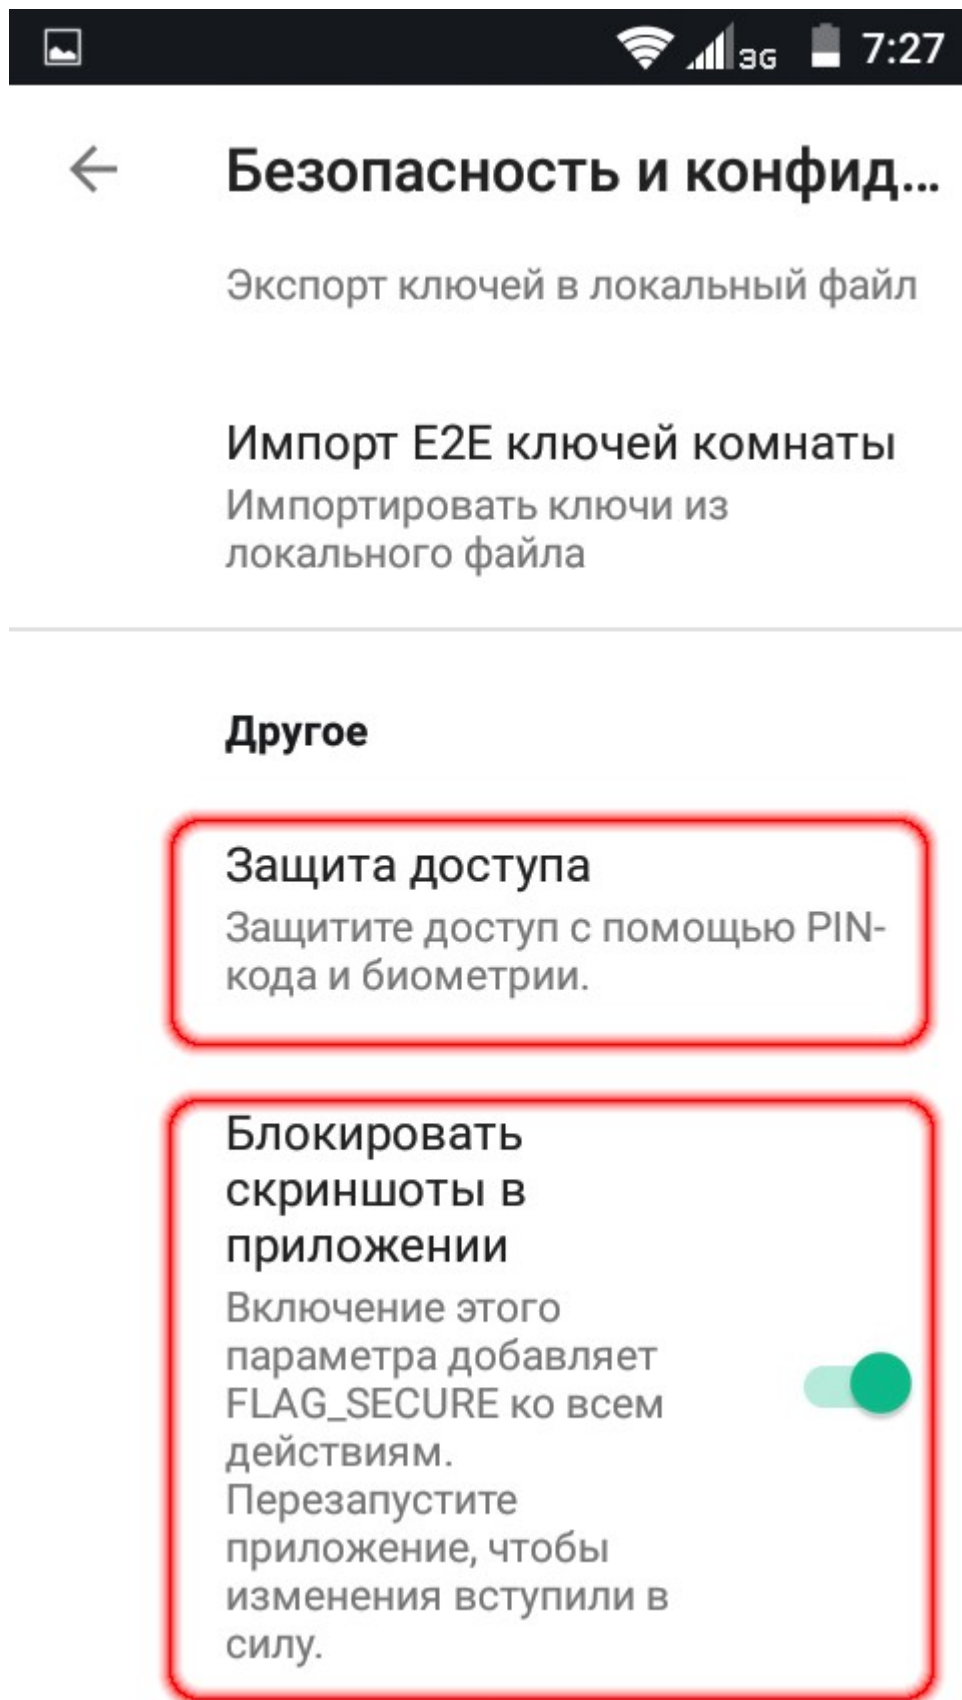 3G 7:27
Безопасность и конфид...
Экспорт ключей в локальный файл
Импорт E2E ключей комнаты
Импортировать ключи из
локального файла
Другое
Защита доступа
Защитите доступ с помощью PIN-
кода и биометрии.
Блокировать
скриншоты в
приложении
Включение этого
параметра добавляет
FLAG_SECURE ко всем
действиям.
Перезапустите
приложение, чтобы
изменения вступили в
силу.